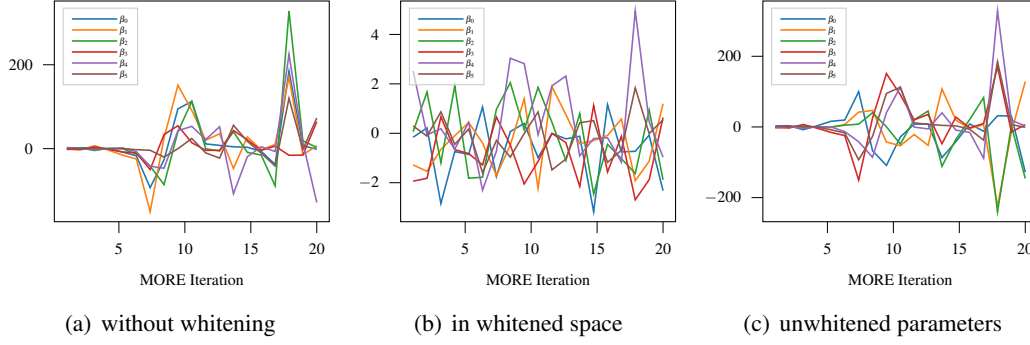 β₀
β₁
β₂
β₃
β₄
β₅
200
0
5
10
15
20
MORE Iteration
(a) without whitening
β₀
β₁
β₂
β₃
β₄
β₅
4
2
0
−2
5
10
15
20
MORE Iteration
(b) in whitened space
β₀
β₁
β₂
β₃
β₄
β₅
200
0
−200
5
10
15
20
MORE Iteration
(c) unwhitened parameters